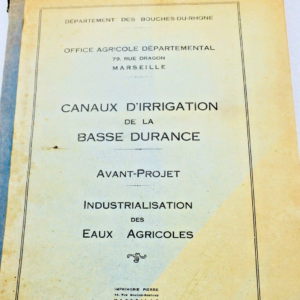 DÉPARTEMENT DES BOUCHES-DU-RHONE
OFFICE AGRICOLE DÉPARTEMENTAL
79, RUE DRAGON
MARSEILLE
CANAUX D'IRRIGATION
DE LA
BASSE DURANCE
AVANT-PROJET
INDUSTRIALISATION
DES
EAUX AGRICOLES
IMPRIMERIE PIERRE